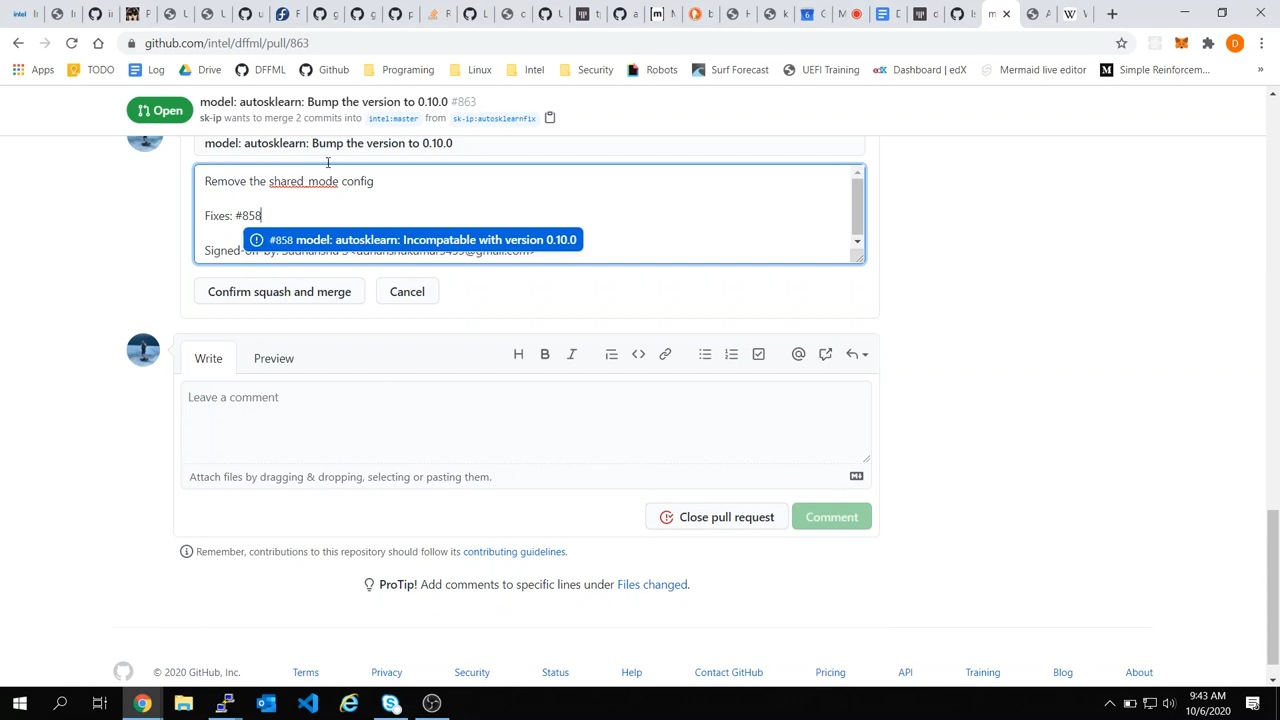 github.com/intel/dffml/pull/863
Apps
TODO
Log
Drive
DFFML
Github
Programing
Linux
Intel
Security
Robots
Surf Forecast
UEFI Training
Dashboard | edX
Mermaid live editor
Simple Reinforcem...
Open
model: autosklearn: Bump the version to 0.10.0 #863
sk-ip wants to merge 2 commits into intel:master from sk-ip:autosklearnfix
model: autosklearn: Bump the version to 0.10.0
Remove the shared_mode config
Fixes: #858
#858 model: autosklearn: Incompatable with version 0.10.0
Confirm squash and merge
Cancel
Write
Preview
Leave a comment
Attach files by dragging & dropping, selecting or pasting them.
Close pull request
Comment
Remember, contributions to this repository should follow its contributing guidelines.
ProTip! Add comments to specific lines under Files changed.
© 2020 GitHub, Inc.
Terms
Privacy
Security
Status
Help
Contact GitHub
Pricing
API
Training
Blog
About
9:43 AM
10/6/2020